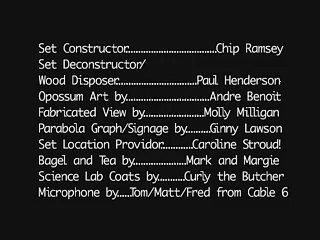 Set Constructor......................Chip Ramsey
Set Deconstructor/
Wood Disposer...................Paul Henderson
Opossum Art by....................Andre Benoit
Fabricated View by...............Molly Milligan
Parabola Graph/Signage by.........Ginny Lawson
Set Location Providor............Caroline Stroud!
Bagel and Tea by.............Mark and Margie
Science Lab Coats by..........Curly the Butcher
Microphone by.....Tom/Matt/Fred from Cable 6